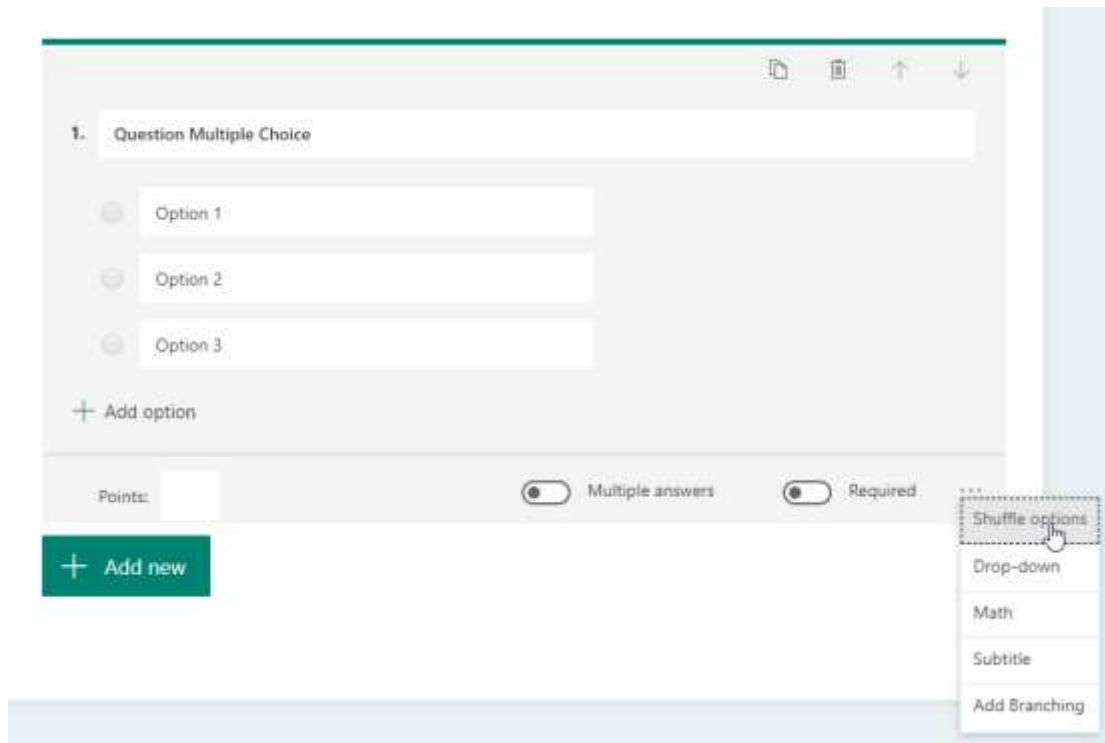 1. Question Multiple Choice
Option 1
Option 2
Option 3
+ Add option
Points:
Multiple answers
Required
...
Shuffle options
+ Add new
Drop-down
Math
Subtitle
Add Branching